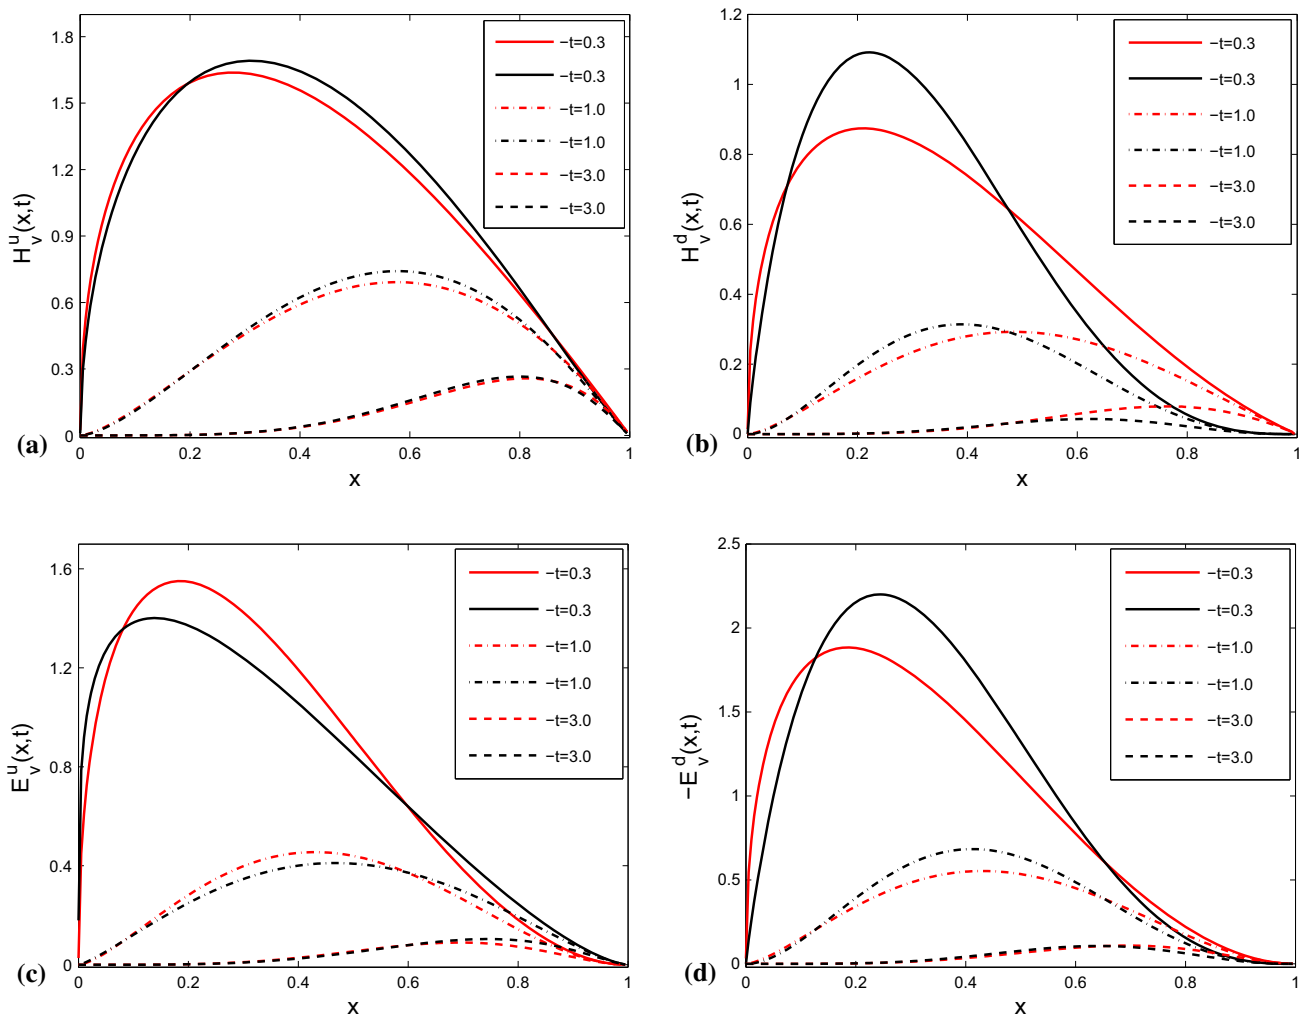 1.8
1.5
1.2
0.9
0.6
0.3
0
H_v^u(x,t)
−t=0.3
−t=0.3
−t=1.0
−t=1.0
−t=3.0
−t=3.0
(a)
0 0.2 0.4 0.6 0.8 1
x
1.2
1
0.8
0.6
0.4
0.2
0
H_v^d(x,t)
−t=0.3
−t=0.3
−t=1.0
−t=1.0
−t=3.0
−t=3.0
(b)
0 0.2 0.4 0.6 0.8 1
x
1.6
1.2
0.8
0.4
0
E_v^u(x,t)
−t=0.3
−t=0.3
−t=1.0
−t=1.0
−t=3.0
−t=3.0
(c)
0 0.2 0.4 0.6 0.8 1
x
2.5
2
1.5
1
0.5
0
−E_v^d(x,t)
−t=0.3
−t=0.3
−t=1.0
−t=1.0
−t=3.0
−t=3.0
(d)
0 0.2 0.4 0.6 0.8 1
x